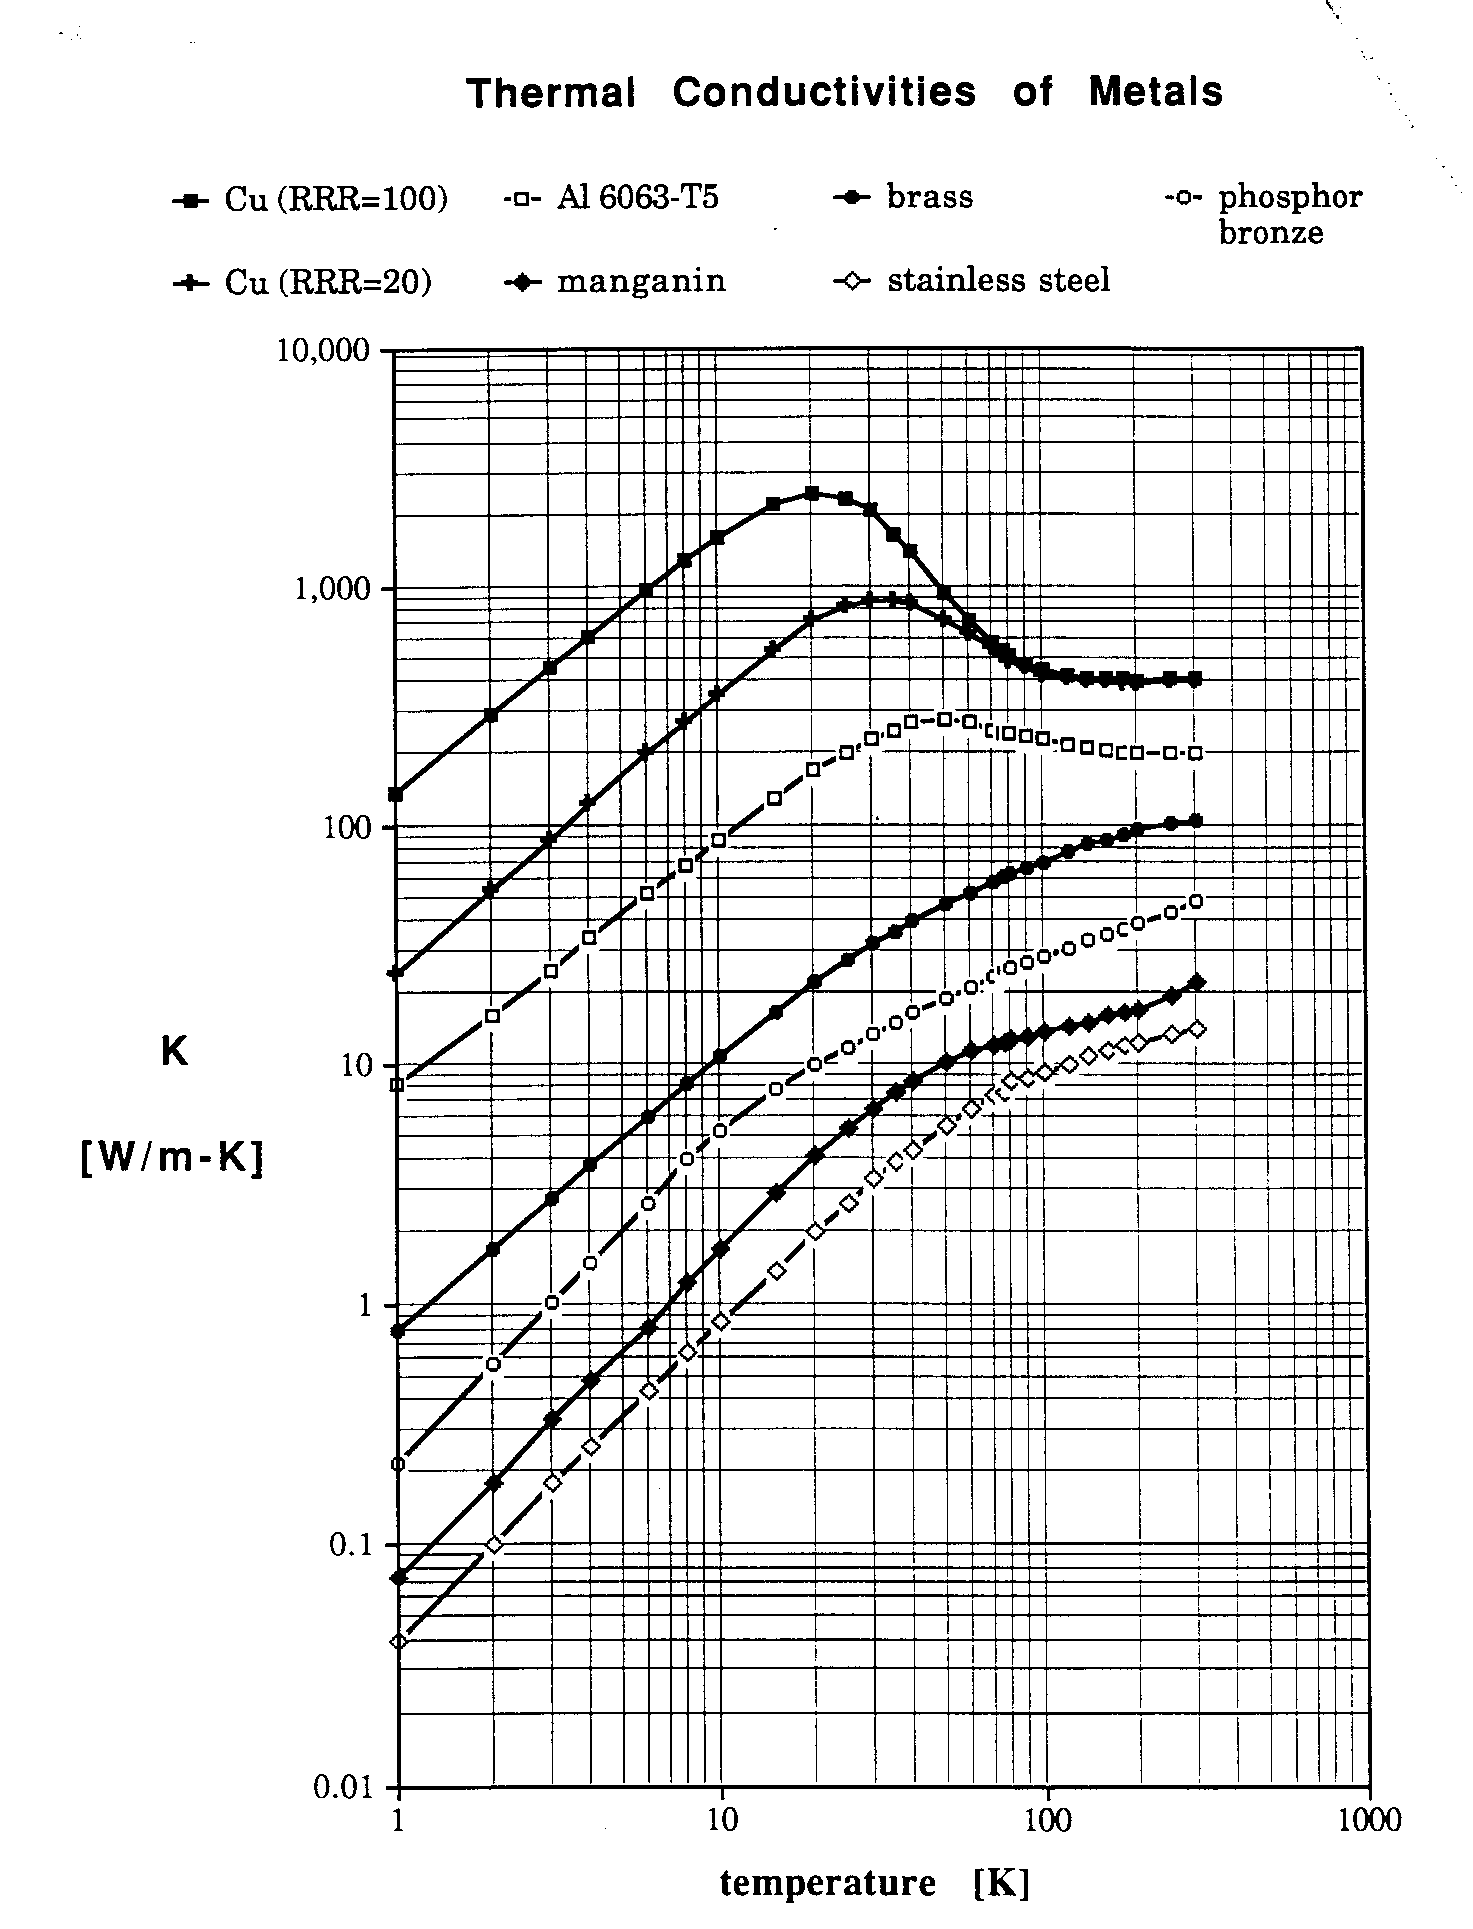 Thermal Conductivities of Metals
Cu (RRR=100) Al 6063-T5 brass phosphor
bronze
Cu (RRR=20) manganin stainless steel
10,000
1,000
100
K
10
[W/m-K]
1
0.1
0.01
1 10 100 1000
temperature [K]